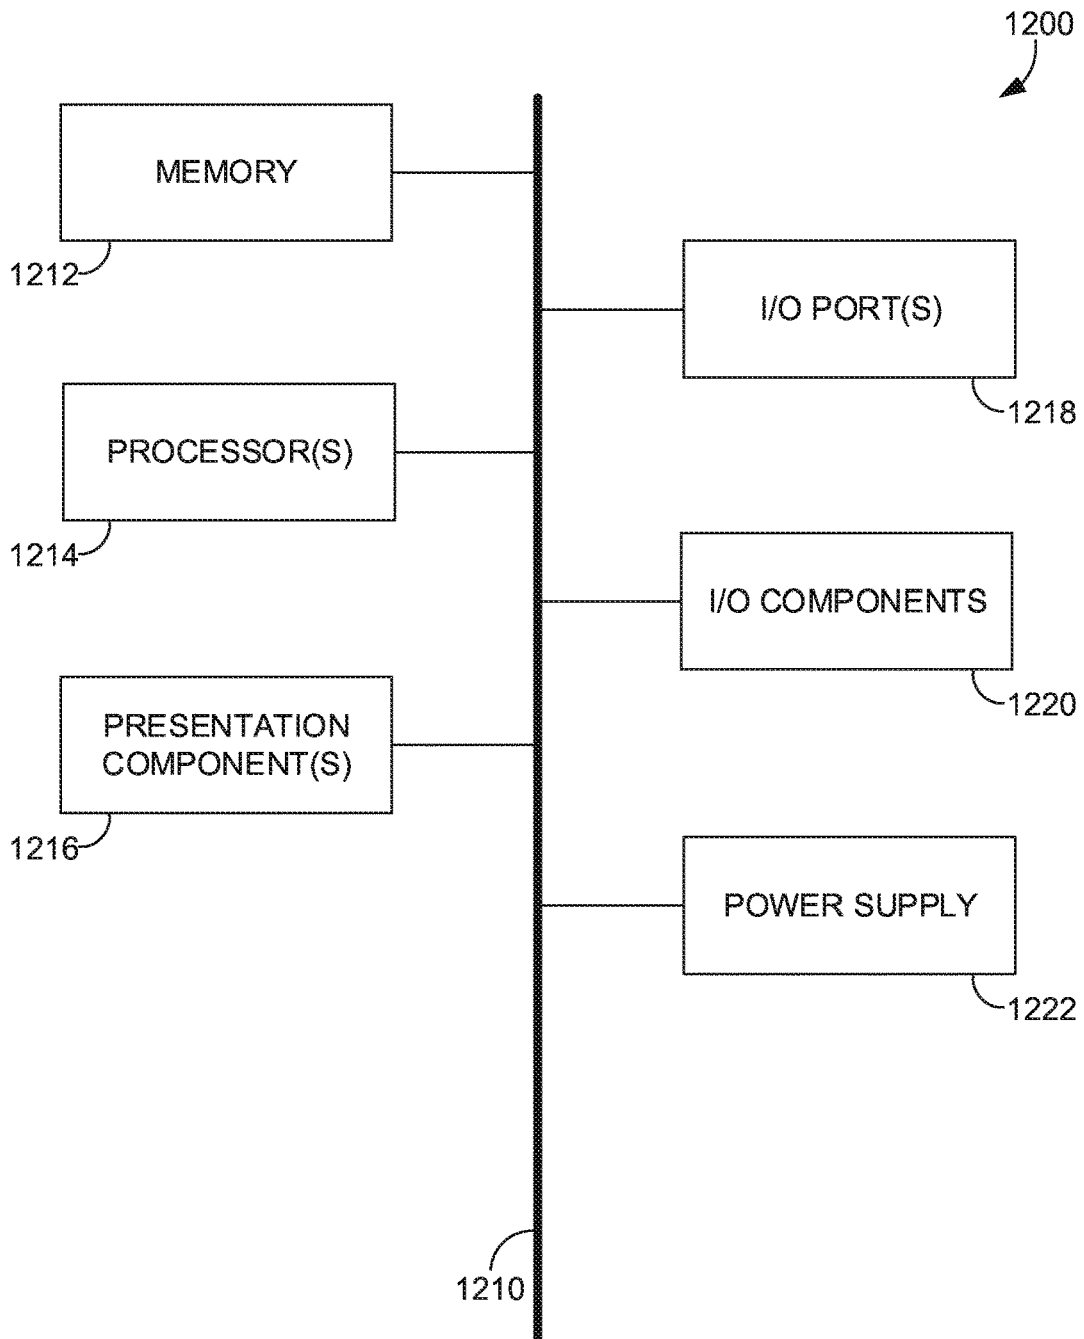 1200
MEMORY
1212
I/O PORT(S)
1218
PROCESSOR(S)
1214
I/O COMPONENTS
1220
PRESENTATION
COMPONENT(S)
1216
POWER SUPPLY
1222
1210